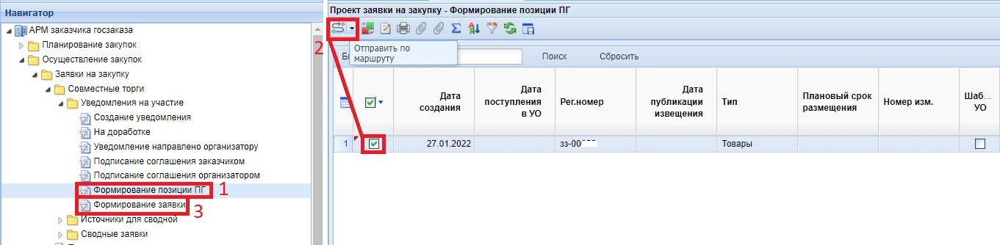 Навигатор
АРМ заказчика госзаказа
Планирование закупок
Осуществление закупок
Заявки на закупку
Совместные торги
Уведомления на участие
Создание уведомления
На доработке
Уведомление направлено организатору
Подписание соглашения заказчиком
Подписание соглашения организатором
Формирование позиции ПГ 1
Формирование заявки 3
Источники для сводной
Сводные заявки
Проект заявки на закупку - Формирование позиции ПГ
2
Отправить по
маршруту
Поиск Сбросить
Дата
создания
Дата
поступления
в УО
Рег.номер
Дата
публикации
извещения
Тип
Плановый срок
размещения
Номер изм.
Шаб...
УО
1 27.01.2022 зз-00 Товары